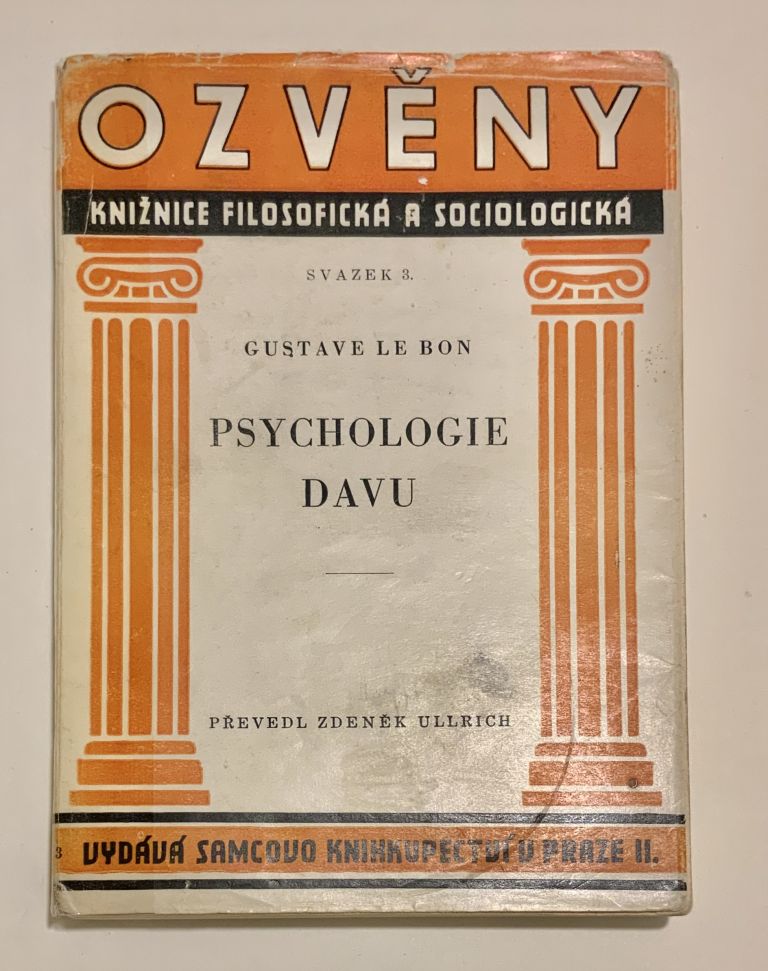 OZVĚNY
KNIŽNICE FILOSOFICKÁ A SOCIOLOGICKÁ
SVAZEK 3.
GUSTAVE LE BON
PSYCHOLOGIE
DAVU
PŘEVEDL ZDENĚK ULLRICH
3 VYDÁVÁ SAMCOVO KNIHKUPECTVÍ V PRAZE II.